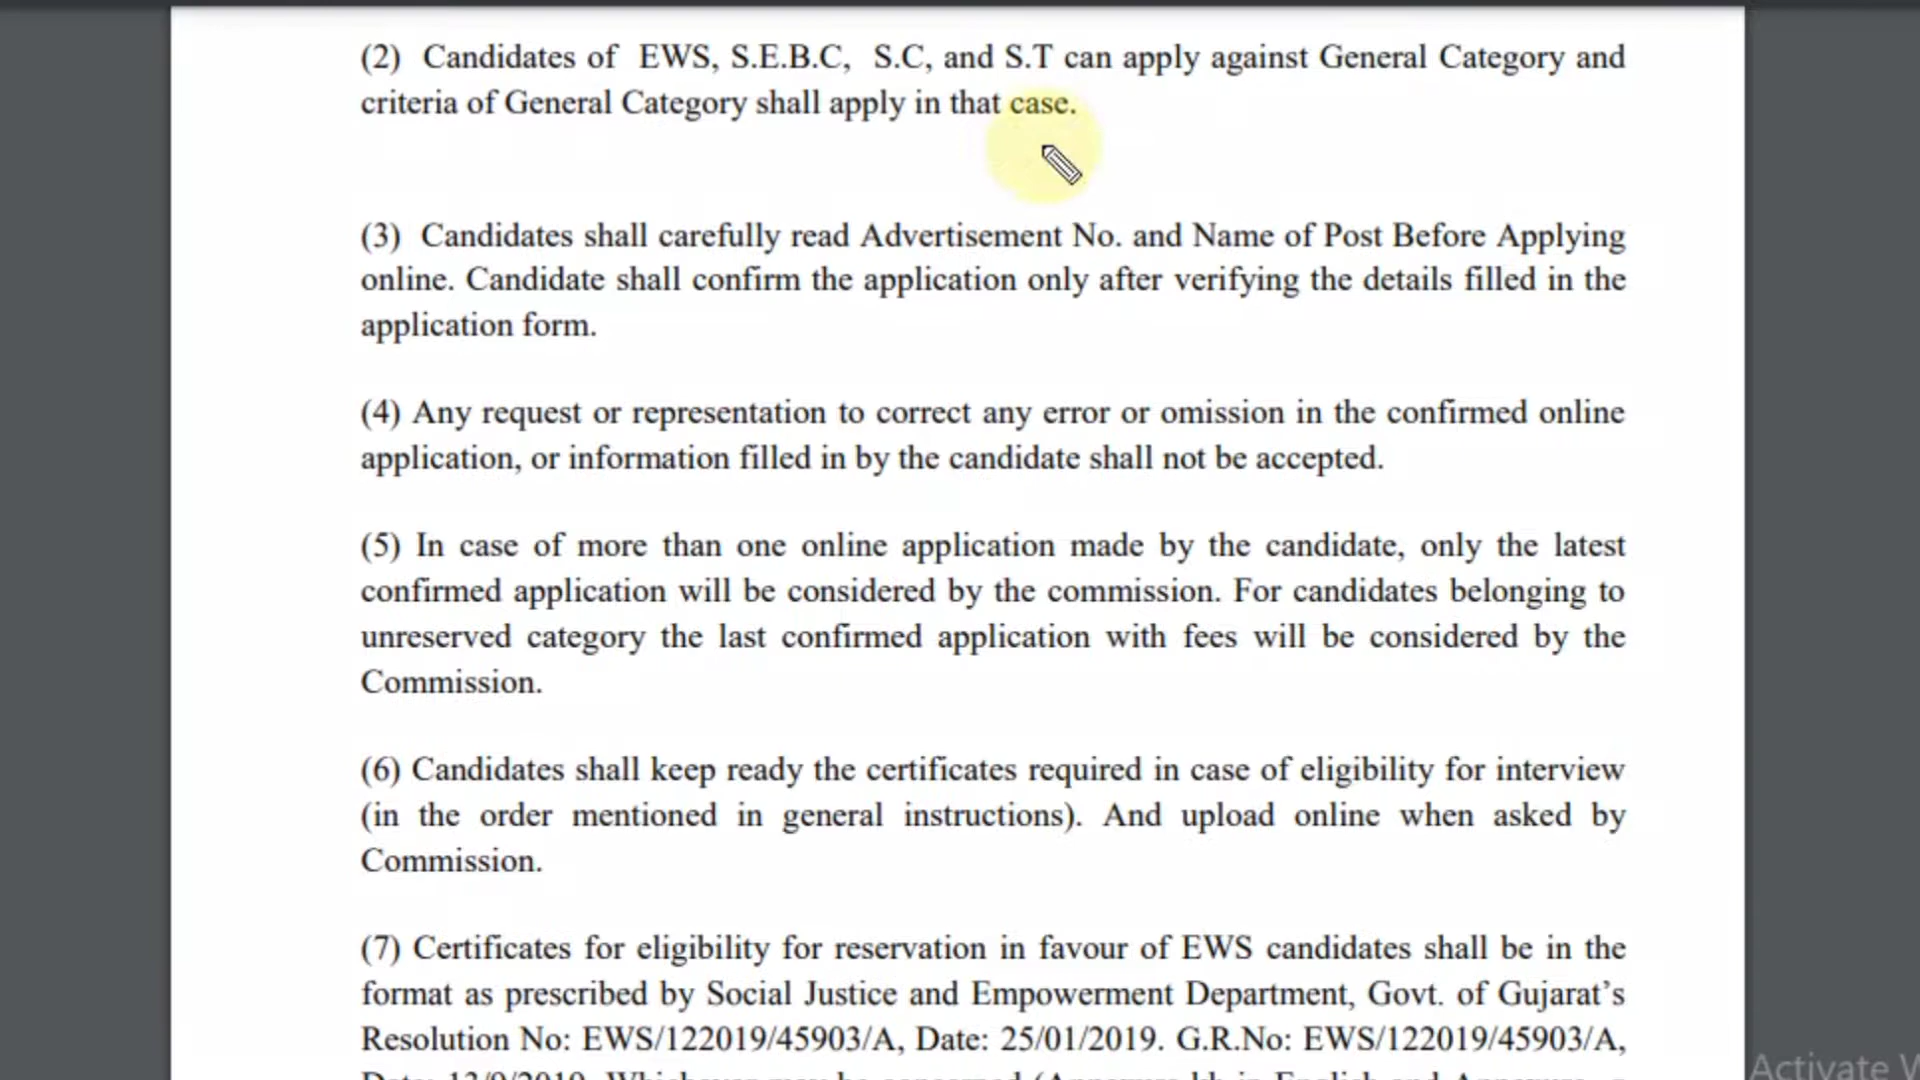 (2) Candidates of EWS, S.E.B.C, S.C, and S.T can apply against General Category and
criteria of General Category shall apply in that case.
(3) Candidates shall carefully read Advertisement No. and Name of Post Before Applying
online. Candidate shall confirm the application only after verifying the details filled in the
application form.
(4) Any request or representation to correct any error or omission in the confirmed online
application, or information filled in by the candidate shall not be accepted.
(5) In case of more than one online application made by the candidate, only the latest
confirmed application will be considered by the commission. For candidates belonging to
unreserved category the last confirmed application with fees will be considered by the
Commission.
(6) Candidates shall keep ready the certificates required in case of eligibility for interview
(in the order mentioned in general instructions). And upload online when asked by
Commission.
(7) Certificates for eligibility for reservation in favour of EWS candidates shall be in the
format as prescribed by Social Justice and Empowerment Department, Govt. of Gujarat’s
Resolution No: EWS/122019/45903/A, Date: 25/01/2019. G.R.No: EWS/122019/45903/A,
Activate